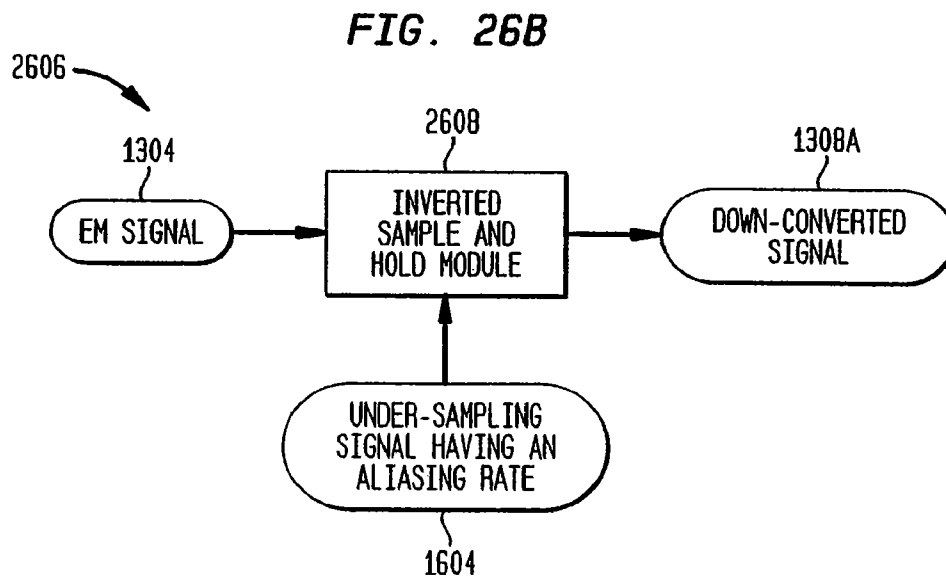 FIG. 26B
2606
1304
2608
1308A
EM SIGNAL
INVERTED
SAMPLE AND
HOLD MODULE
DOWN-CONVERTED
SIGNAL
UNDER-SAMPLING
SIGNAL HAVING AN
ALIASING RATE
1604